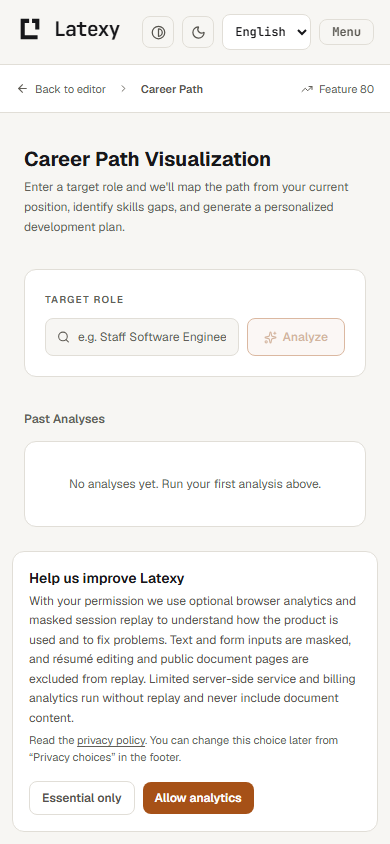 Latexy
English
Menu
Back to editor
Career Path
Feature 80
Career Path Visualization
Enter a target role and we'll map the path from your current
position, identify skills gaps, and generate a personalized
development plan.
TARGET ROLE
e.g. Staff Software Enginee
Analyze
Past Analyses
No analyses yet. Run your first analysis above.
Help us improve Latexy
With your permission we use optional browser analytics and
masked session replay to understand how the product is
used and to fix problems. Text and form inputs are masked,
and résumé editing and public document pages are
excluded from replay. Limited server-side service and billing
analytics run without replay and never include document
content.
Read the privacy policy. You can change this choice later from
“Privacy choices” in the footer.
Essential only
Allow analytics